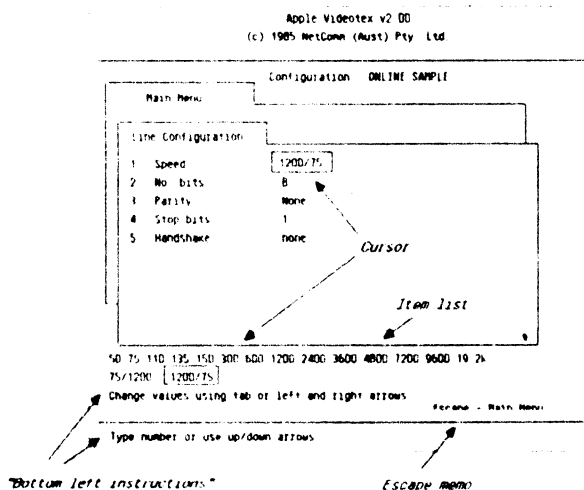 Apple Videotex v2 00
(c) 1985 NetComm (Aust) Pty Ltd
Configuration ONLINE SAMPLE
Main Menu
Line Configuration
1 Speed 1200/75
2 No bits 8
3 Parity None
4 Stop bits 1
5 Handshake none
Cursor
Item list
50 75 110 135 150 300 600 1200 2400 3600 4800 7200 9600 19 2k
75/1200 1200/75
Change values using tab or left and right arrows
Escape - Main Menu
Type number or use up/down arrows
"Bottom left instructions"
Escape memo